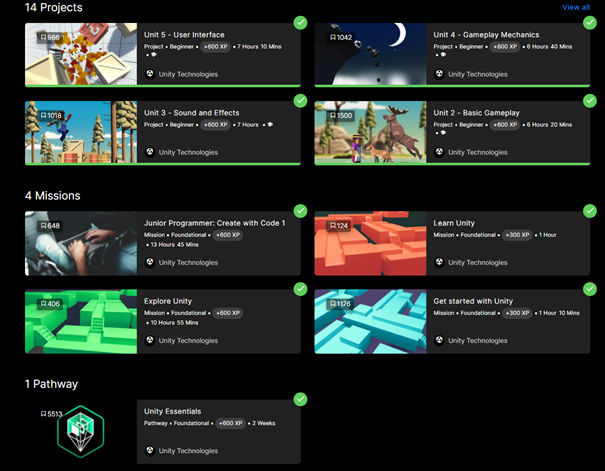 14 Projects
View all
986
Unit 5 - User Interface
Project • Beginner • +600 XP • 7 Hours 10 Mins
•
Unity Technologies
1042
Unit 4 - Gameplay Mechanics
Project • Beginner • +600 XP • 6 Hours 40 Mins
•
Unity Technologies
1018
Unit 3 - Sound and Effects
Project • Beginner • +600 XP • 7 Hours •
Unity Technologies
1500
Unit 2 - Basic Gameplay
Project • Beginner • +600 XP • 6 Hours 20 Mins
•
Unity Technologies
4 Missions
648
Junior Programmer: Create with Code 1
Mission • Foundational • +600 XP
• 13 Hours 45 Mins
Unity Technologies
124
Learn Unity
Mission • Foundational • +300 XP • 1 Hour
Unity Technologies
406
Explore Unity
Mission • Foundational • +600 XP
• 10 Hours 55 Mins
Unity Technologies
1176
Get started with Unity
Mission • Foundational • +300 XP • 1 Hour 10 Mins
Unity Technologies
1 Pathway
5513
Unity Essentials
Pathway • Foundational • +600 XP • 2 Weeks
Unity Technologies